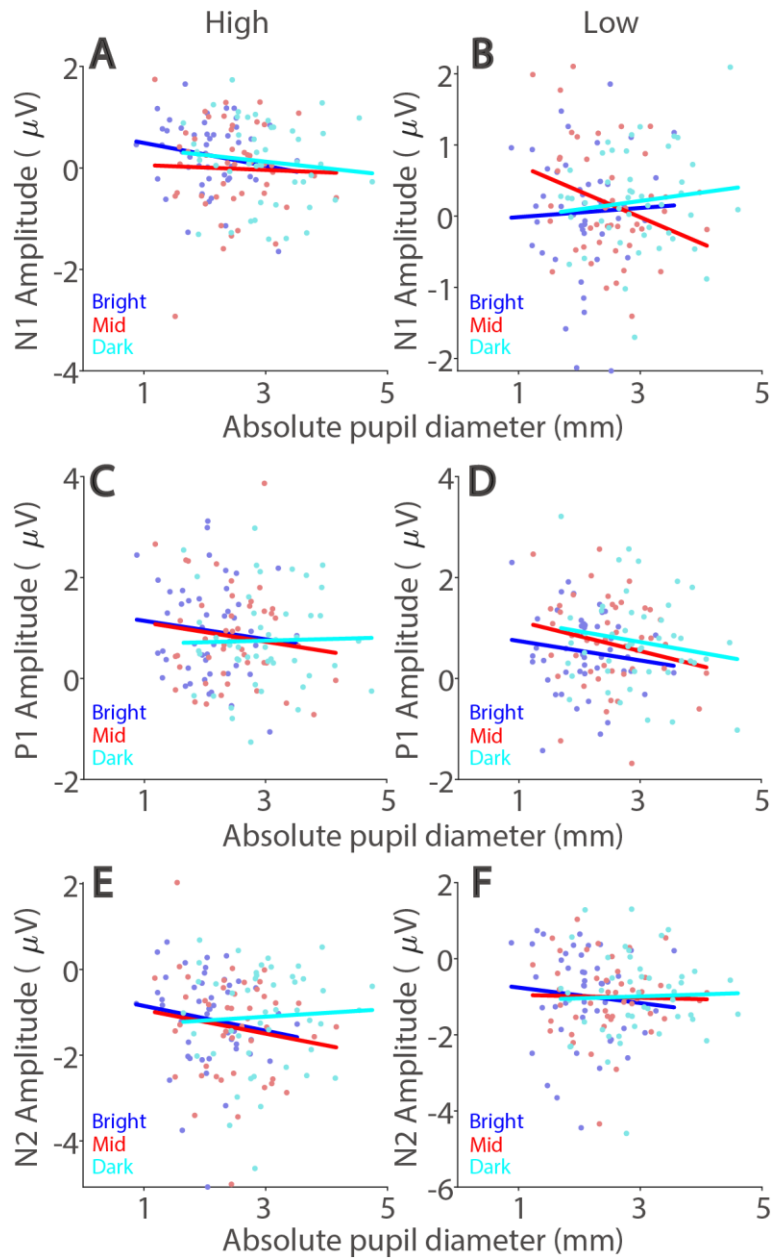 High Low
A B
2 2
1
0 0
-1
-2
-2
-4
N1 Amplitude ( μV) N1 Amplitude ( μV)
Bright Bright
Mid Mid
Dark Dark
1 3 5 1 3 5
Absolute pupil diameter (mm) Absolute pupil diameter (mm)
C D
4 4
2 2
0 0
-2 -2
P1 Amplitude ( μV) P1 Amplitude ( μV)
Bright Bright
Mid Mid
Dark Dark
1 3 5 1 3 5
Absolute pupil diameter (mm) Absolute pupil diameter (mm)
E F
2 2
0 0
-2 -2
-4 -4
-6
N2 Amplitude ( μV) N2 Amplitude ( μV)
Bright Bright
Mid Mid
Dark Dark
1 3 5 1 3 5
Absolute pupil diameter (mm) Absolute pupil diameter (mm)